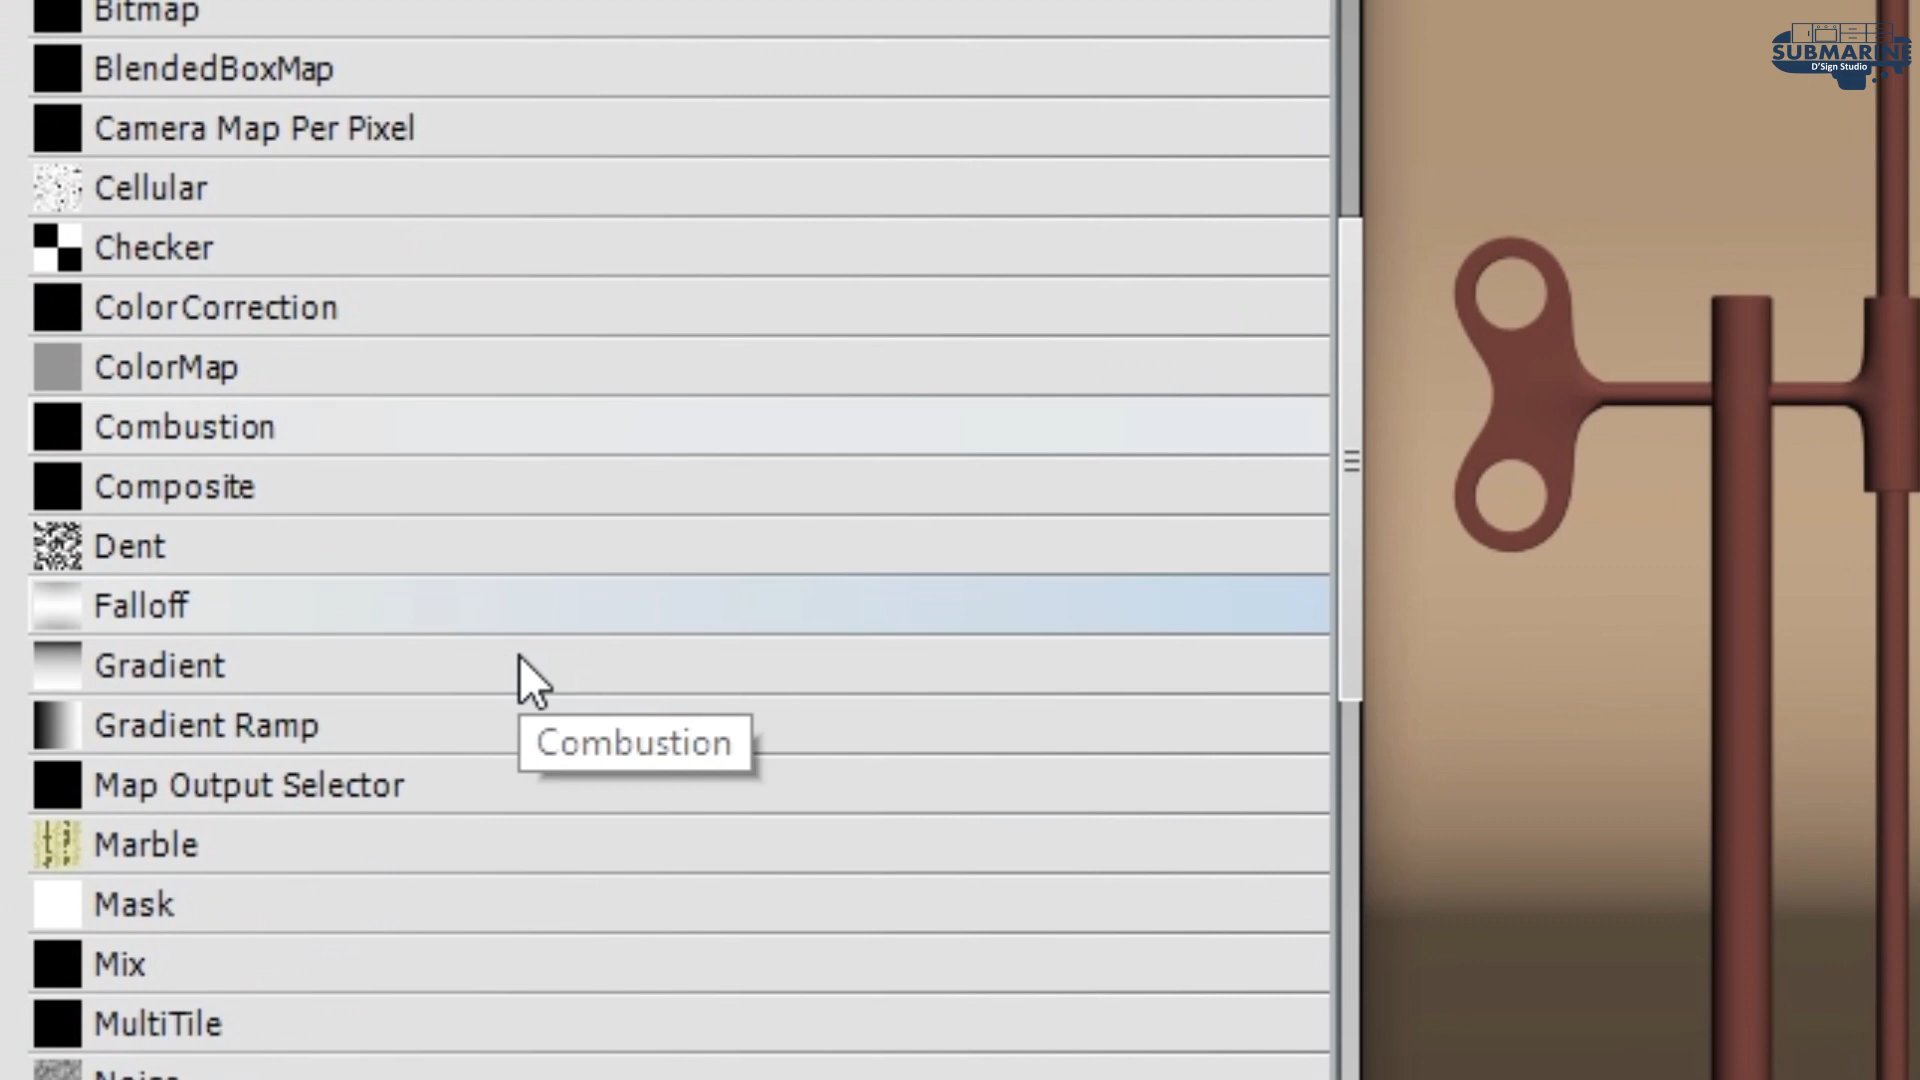 Bitmap
SUBMARINE
D'Sign Studio
BlendedBoxMap
Camera Map Per Pixel
Cellular
Checker
ColorCorrection
ColorMap
Combustion
Composite
Dent
Falloff
Gradient
Gradient Ramp
Combustion
Map Output Selector
Marble
Mask
Mix
MultiTile
Noise